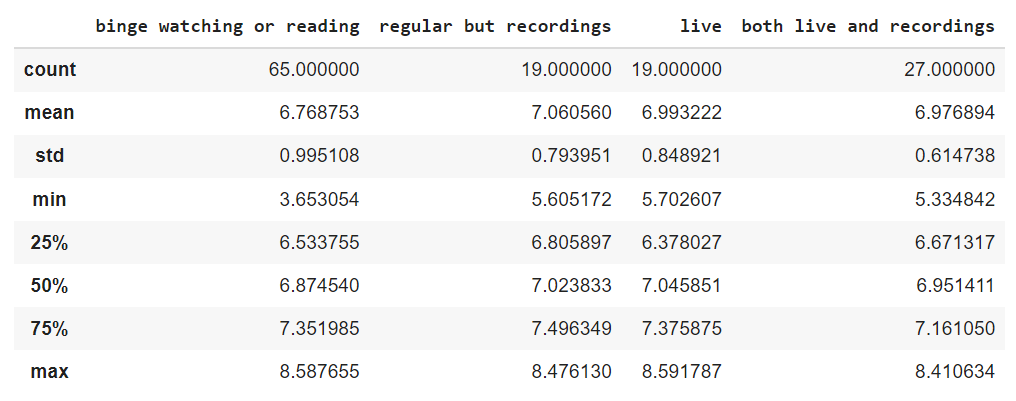 binge watching or reading regular but recordings live both live and recordings
count 65.000000 19.000000 19.000000 27.000000
mean 6.768753 7.060560 6.993222 6.976894
std 0.995108 0.793951 0.848921 0.614738
min 3.653054 5.605172 5.702607 5.334842
25% 6.533755 6.805897 6.378027 6.671317
50% 6.874540 7.023833 7.045851 6.951411
75% 7.351985 7.496349 7.375875 7.161050
max 8.587655 8.476130 8.591787 8.410634